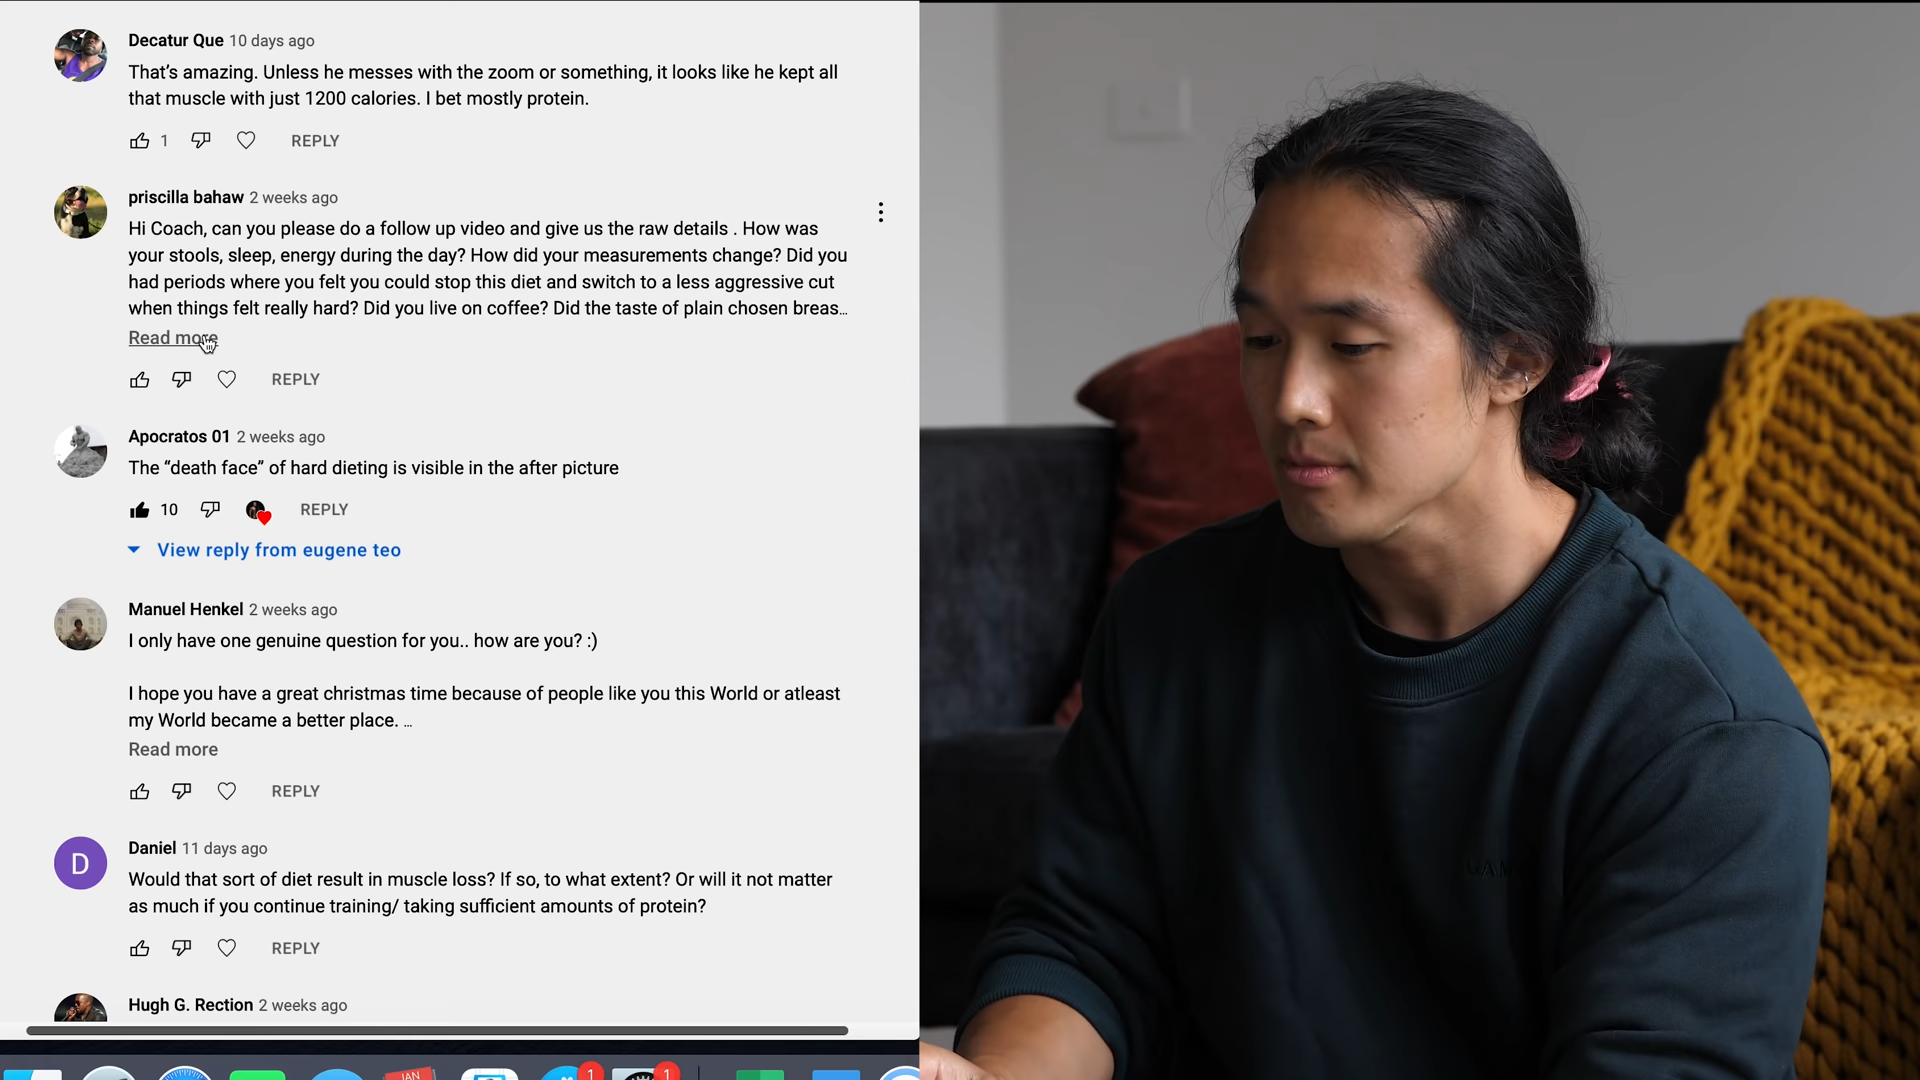 Decatur Que 10 days ago
That's amazing. Unless he messes with the zoom or something, it looks like he kept all
that muscle with just 1200 calories. I bet mostly protein.
1 REPLY
priscilla bahaw 2 weeks ago
Hi Coach, can you please do a follow up video and give us the raw details . How was
your stools, sleep, energy during the day? How did your measurements change? Did you
had periods where you felt you could stop this diet and switch to a less aggressive cut
when things felt really hard? Did you live on coffee? Did the taste of plain chosen breas...
Read more
REPLY
Apocratos 01 2 weeks ago
The “death face” of hard dieting is visible in the after picture
10 REPLY
View reply from eugene teo
Manuel Henkel 2 weeks ago
I only have one genuine question for you.. how are you? :)
I hope you have a great christmas time because of people like you this World or atleast
my World became a better place. ...
Read more
REPLY
D
Daniel 11 days ago
Would that sort of diet result in muscle loss? If so, to what extent? Or will it not matter
as much if you continue training/ taking sufficient amounts of protein?
REPLY
Hugh G. Rection 2 weeks ago
JAN
1
1